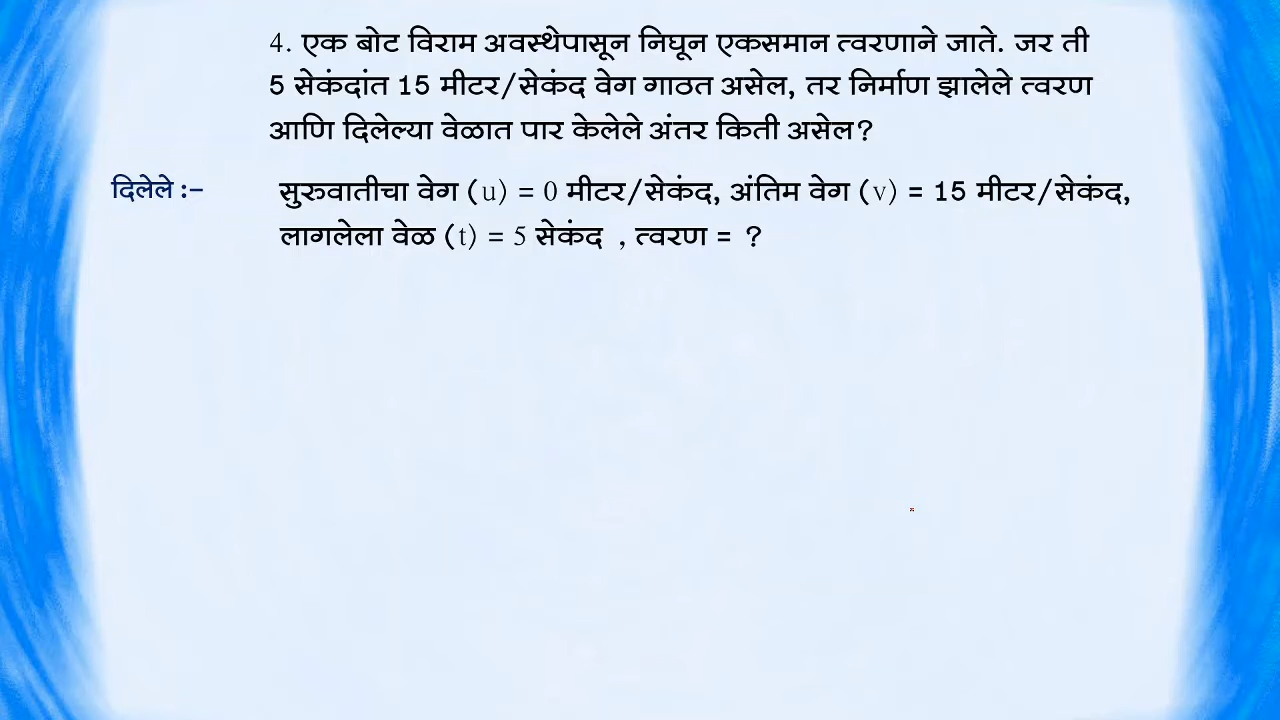 4. एक बोट विराम अवस्थेपासून निघून एकसमान त्वरणाने जाते. जर ती
5 सेकंदांत 15 मीटर/सेकंद वेग गाठत असेल, तर निर्माण झालेले त्वरण
आणि दिलेल्या वेळात पार केलेले अंतर किती असेल?
दिलेले :– सुरुवातीचा वेग (u) = 0 मीटर/सेकंद, अंतिम वेग (v) = 15 मीटर/सेकंद,
लागलेला वेळ (t) = 5 सेकंद , त्वरण = ?